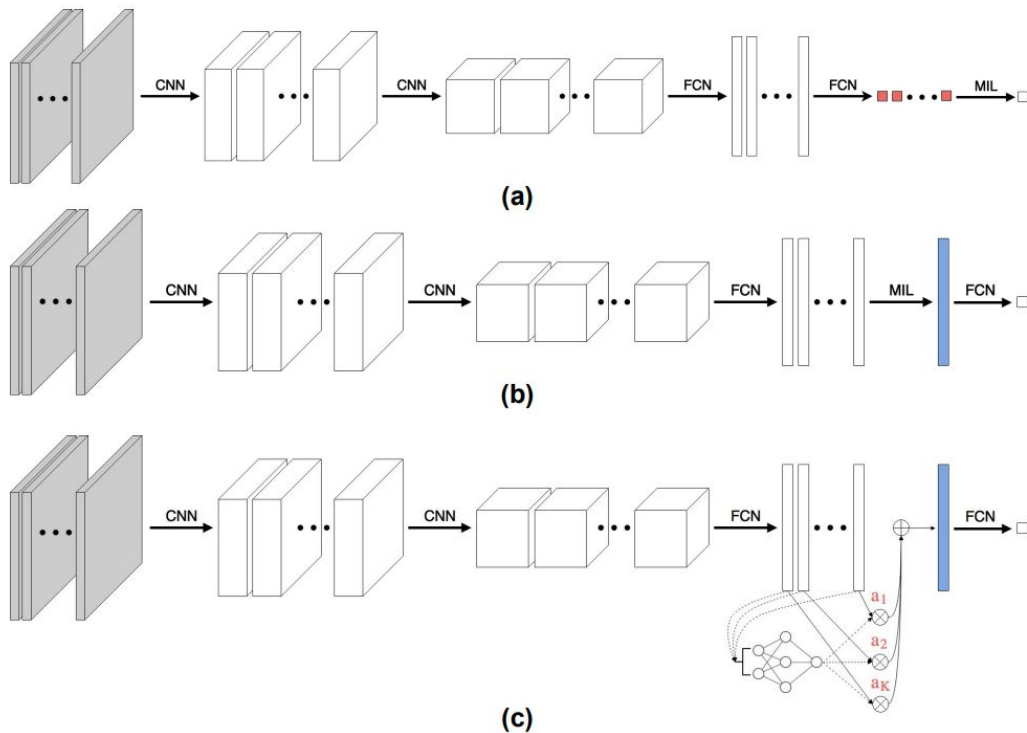 CNN CNN FCN FCN MIL
(a)
CNN CNN FCN MIL FCN
(b)
CNN CNN FCN FCN
a1
a2
aK
(c)